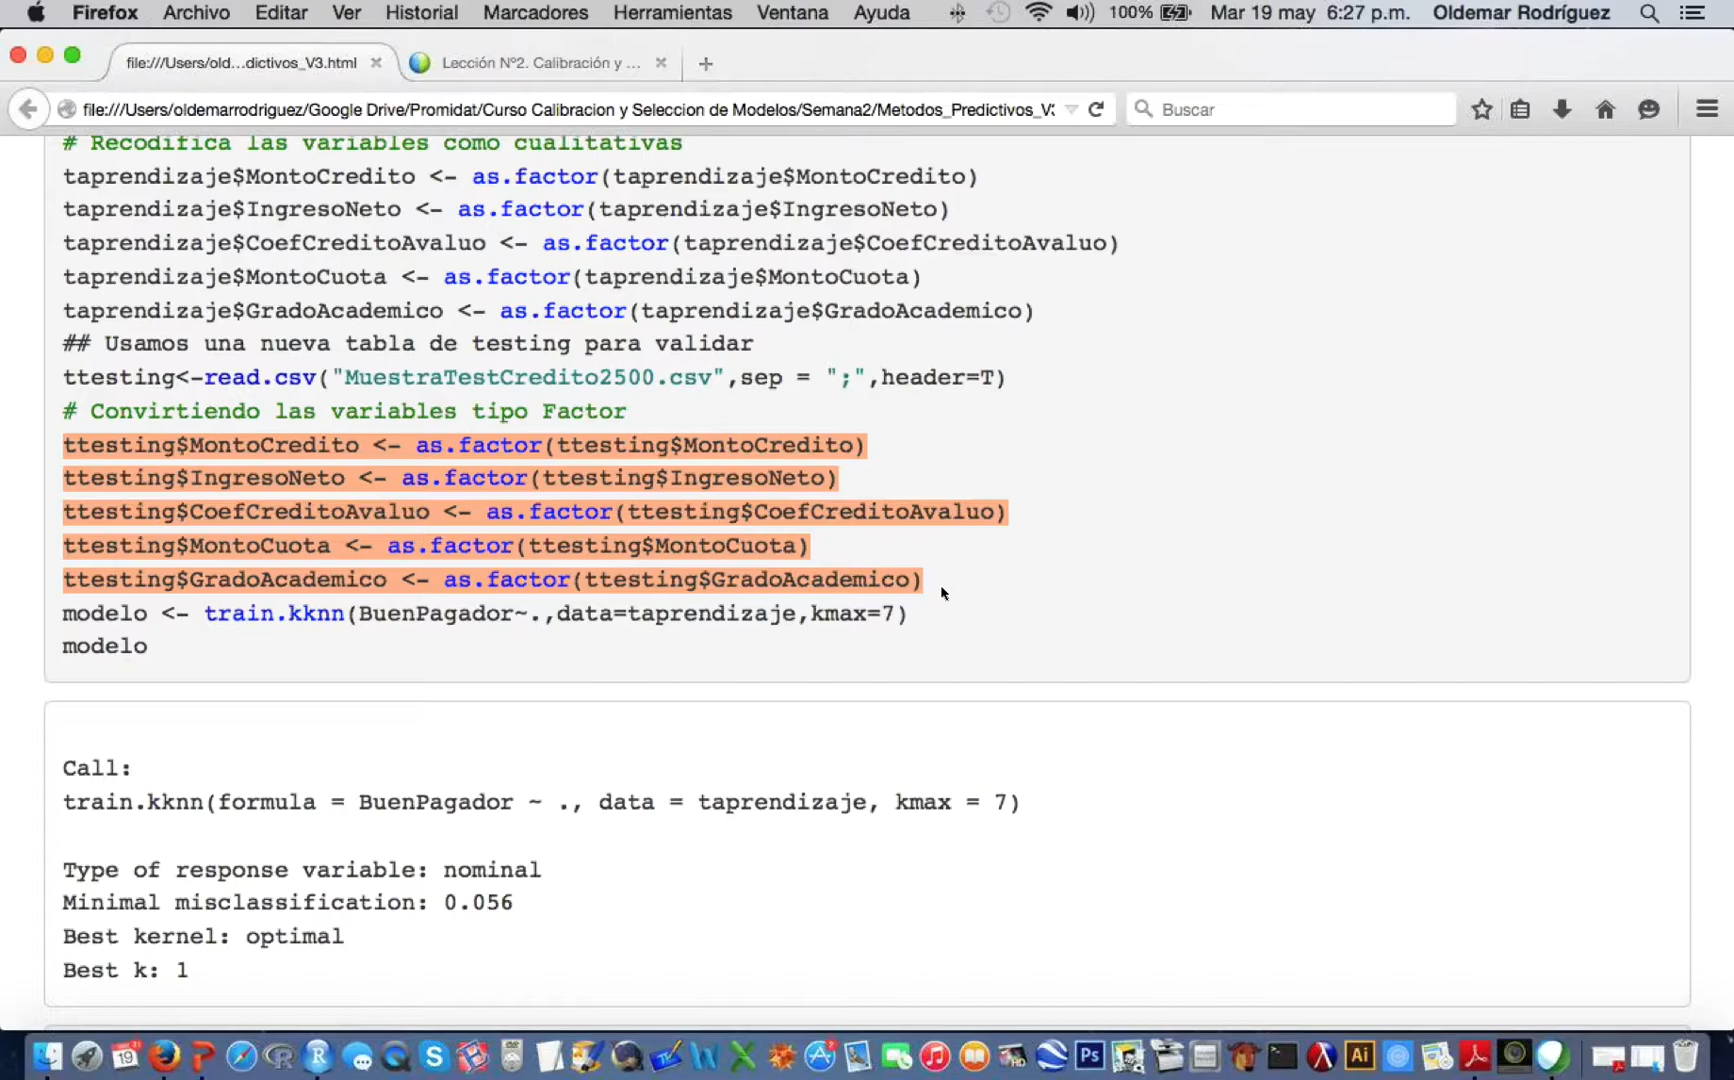 Firefox Archivo Editar Ver Historial Marcadores Herramientas Ventana Ayuda 100% Mar 19 may 6:27 p.m. Oldemar Rodríguez
file:///Users/old...dictivos_V3.html Lección Nº2. Calibración y ...
file:///Users/oldemarrodriguez/Google Drive/Promidat/Curso Calibracion y Seleccion de Modelos/Semana2/Metodos_Predictivos_V: Buscar
# Recodifica las variables como cualitativas
taprendizaje$MontoCredito <- as.factor(taprendizaje$MontoCredito)
taprendizaje$IngresoNeto <- as.factor(taprendizaje$IngresoNeto)
taprendizaje$CoefCreditoAvaluo <- as.factor(taprendizaje$CoefCreditoAvaluo)
taprendizaje$MontoCuota <- as.factor(taprendizaje$MontoCuota)
taprendizaje$GradoAcademico <- as.factor(taprendizaje$GradoAcademico)
## Usamos una nueva tabla de testing para validar
ttesting<-read.csv("MuestraTestCredito2500.csv",sep = ";",header=T)
# Convirtiendo las variables tipo Factor
ttesting$MontoCredito <- as.factor(ttesting$MontoCredito)
ttesting$IngresoNeto <- as.factor(ttesting$IngresoNeto)
ttesting$CoefCreditoAvaluo <- as.factor(ttesting$CoefCreditoAvaluo)
ttesting$MontoCuota <- as.factor(ttesting$MontoCuota)
ttesting$GradoAcademico <- as.factor(ttesting$GradoAcademico)
modelo <- train.kknn(BuenPagador~.,data=taprendizaje,kmax=7)
modelo
Call:
train.kknn(formula = BuenPagador ~ ., data = taprendizaje, kmax = 7)
Type of response variable: nominal
Minimal misclassification: 0.056
Best kernel: optimal
Best k: 1
19 Ps Ai